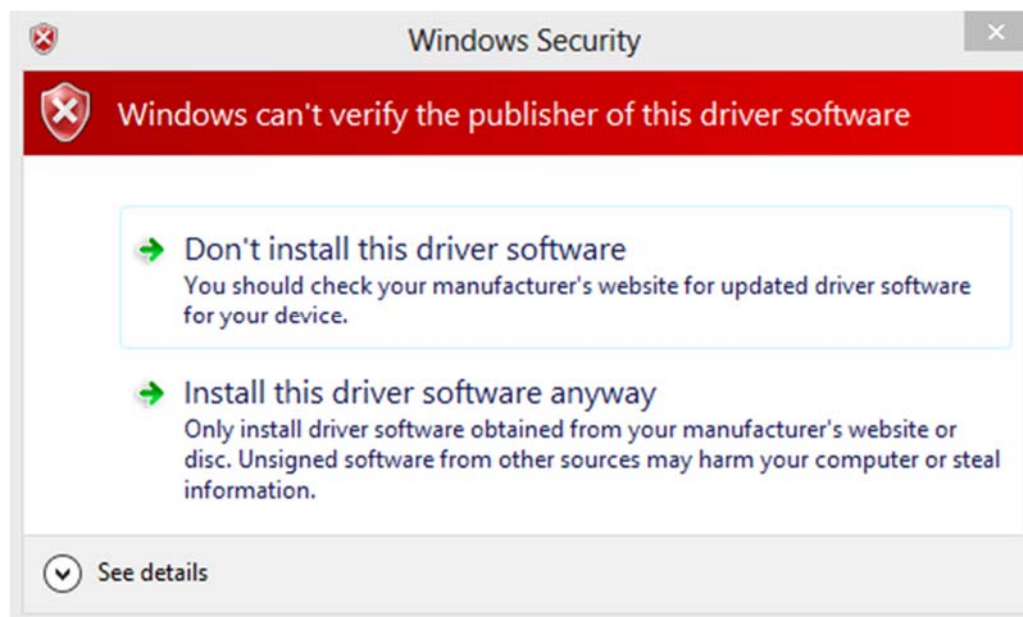 Windows Security
Windows can't verify the publisher of this driver software
Don't install this driver software
You should check your manufacturer's website for updated driver software
for your device.
Install this driver software anyway
Only install driver software obtained from your manufacturer's website or
disc. Unsigned software from other sources may harm your computer or steal
information.
See details